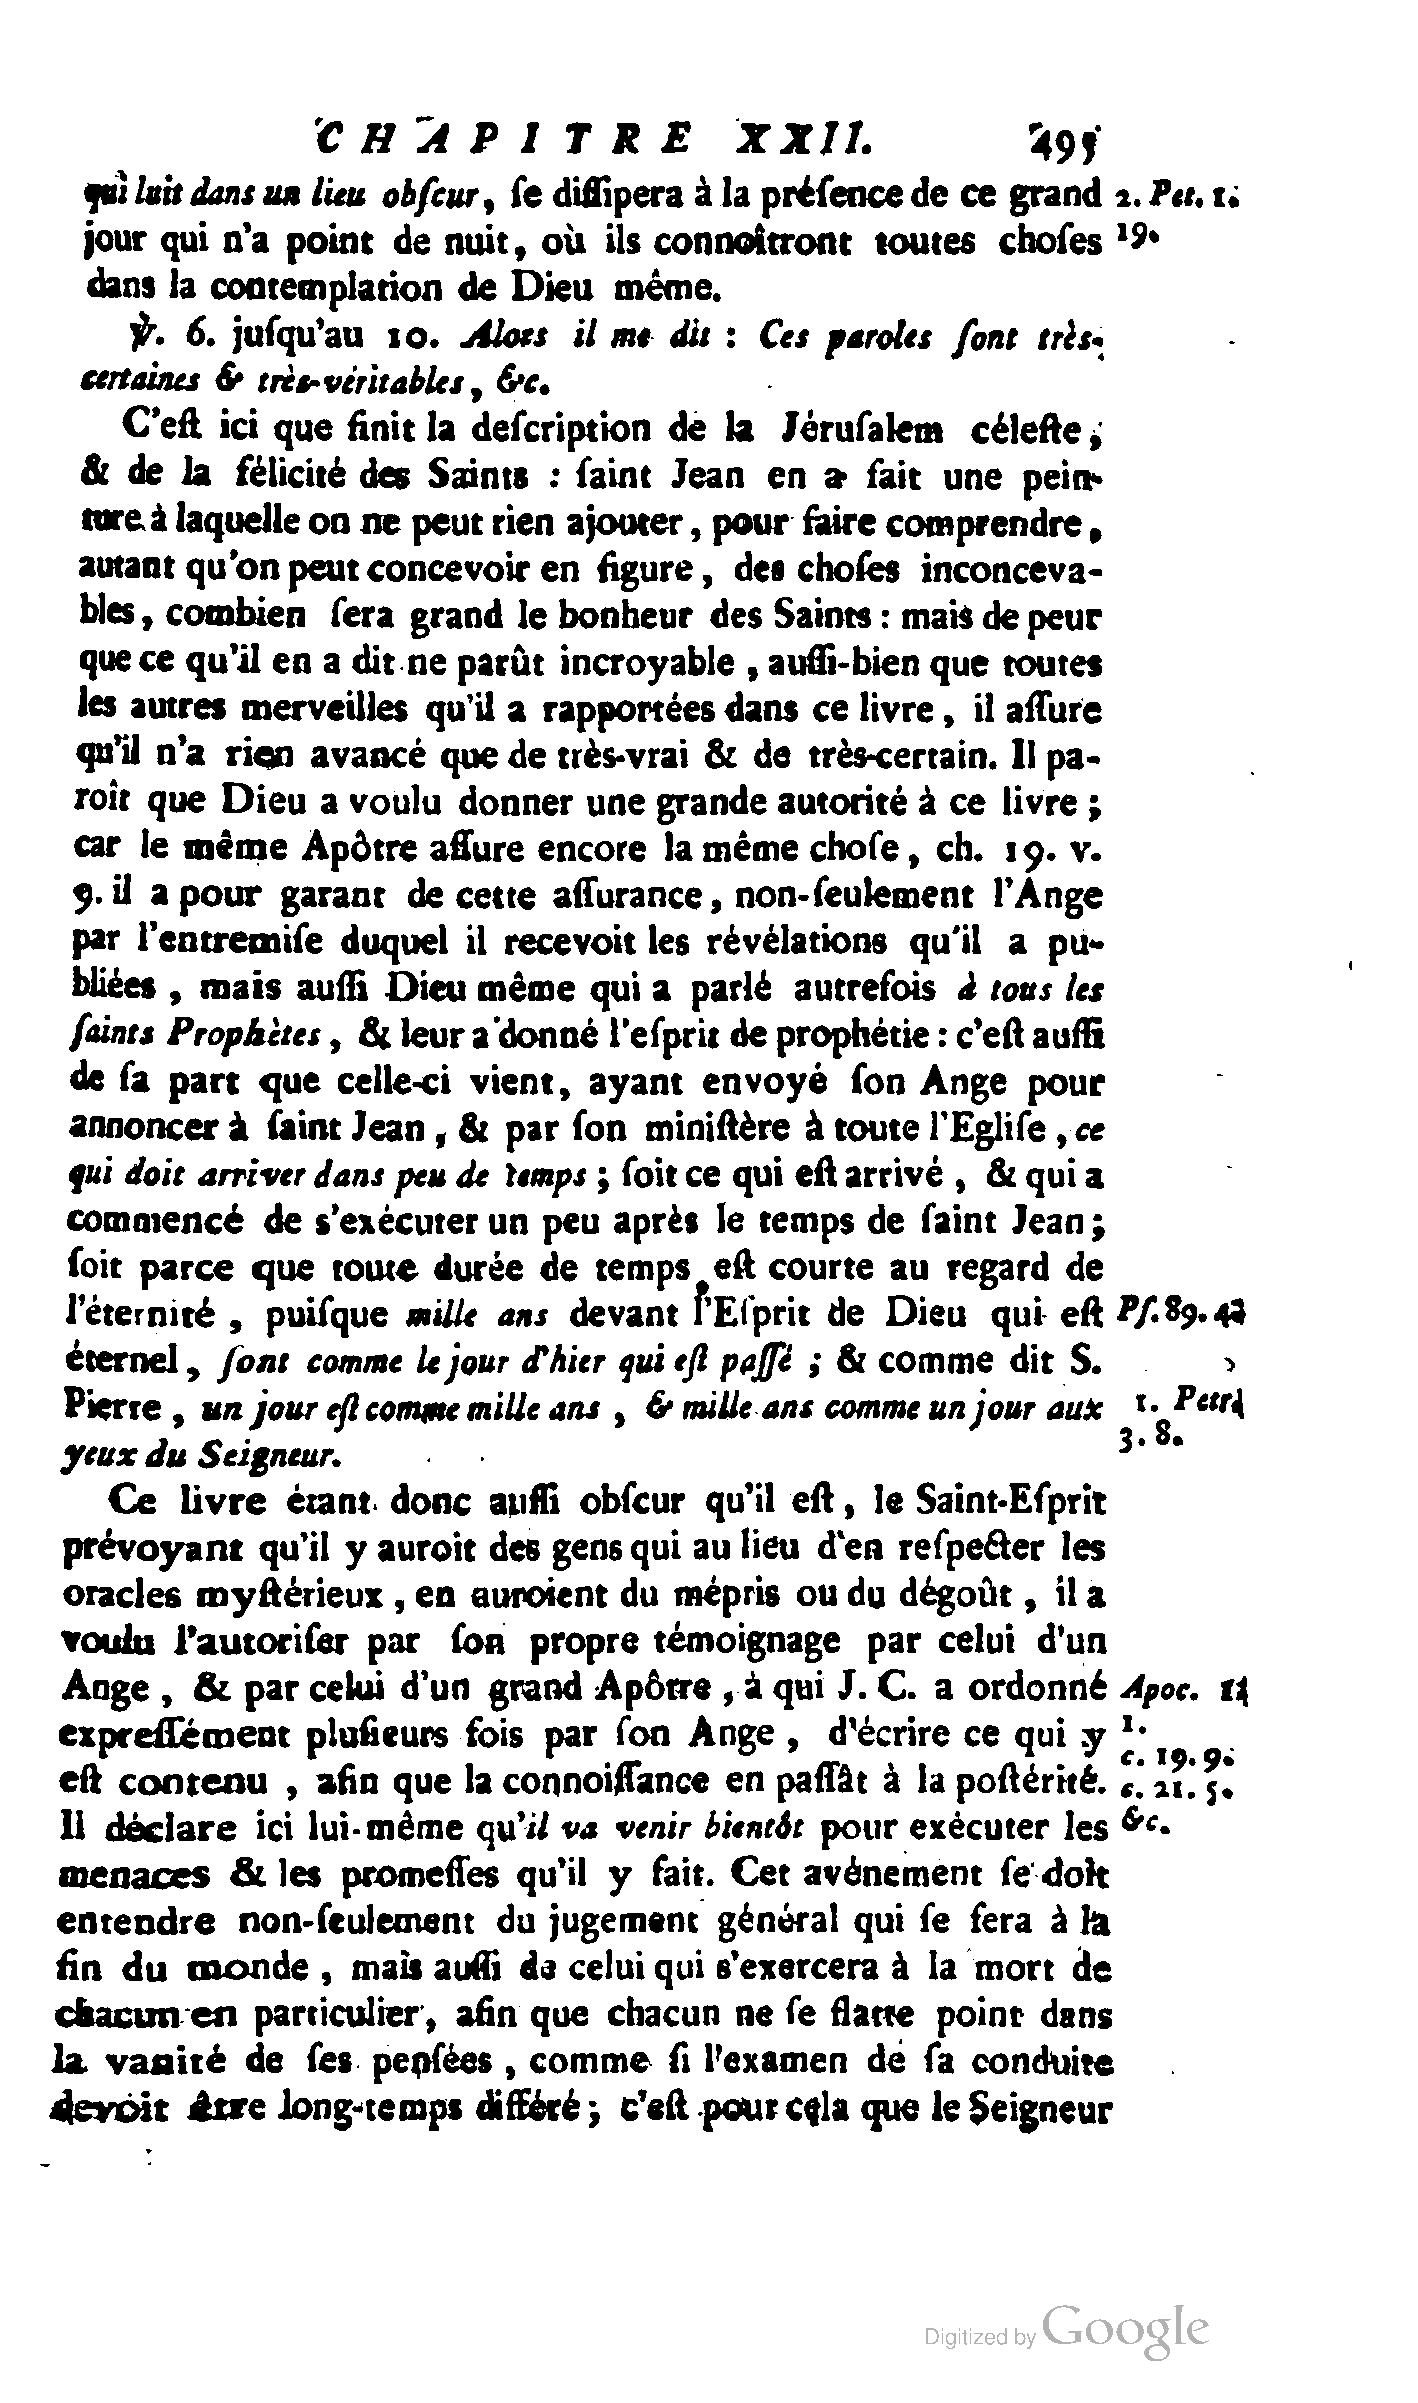 CHAPITRE XXII. 495
qui luit dans un lieu obſcur, ſe diſſipera à la préſence de ce grand 2. Pet. 1.
jour qui n'a point de nuit, où ils connoîtront toutes choſes 19.
dans la contemplation de Dieu même.
℣. 6. juſqu'au 10. Alors il me dit : Ces paroles ſont très-
certaines & très-véritables, &c.
C'eſt ici que finit la deſcription de la Jéruſalem céleſte,
& de la félicité des Saints : ſaint Jean en a fait une pein-
ture à laquelle on ne peut rien ajouter, pour faire comprendre,
autant qu'on peut concevoir en figure, des choſes inconceva-
bles, combien ſera grand le bonheur des Saints : mais de peur
que ce qu'il en a dit ne parût incroyable, auſſi-bien que toutes
les autres merveilles qu'il a rapportées dans ce livre, il aſſure
qu'il n'a rien avancé que de très-vrai & de très-certain. Il pa-
roît que Dieu a voulu donner une grande autorité à ce livre ;
car le même Apôtre aſſure encore la même choſe, ch. 19. v.
9. il a pour garant de cette aſſurance, non-ſeulement l'Ange
par l'entremiſe duquel il recevoit les révélations qu'il a pu-
bliées, mais auſſi Dieu même qui a parlé autrefois à tous les
ſaints Prophètes, & leur a donné l'eſprit de prophétie : c'eſt auſſi
de ſa part que celle-ci vient, ayant envoyé ſon Ange pour
annoncer à ſaint Jean, & par ſon miniſtère à toute l'Egliſe, ce
qui doit arriver dans peu de temps ; ſoit ce qui eſt arrivé, & qui a
commencé de s'exécuter un peu après le temps de ſaint Jean ;
ſoit parce que toute durée de temps eſt courte au regard de
l'éternité, puiſque mille ans devant l'Eſprit de Dieu qui eſt Pſ. 89. 4
éternel, ſont comme le jour d'hier qui eſt paſſé ; & comme dit S.
Pierre, un jour eſt comme mille ans, & mille ans comme un jour aux 1. Petr.
yeux du Seigneur. 3. 8.
Ce livre étant donc auſſi obſcur qu'il eſt, le Saint-Eſprit
prévoyant qu'il y auroit des gens qui au lieu d'en reſpecter les
oracles myſtérieux, en auroient du mépris ou du dégoût, il a
voulu l'autoriſer par ſon propre témoignage par celui d'un
Ange, & par celui d'un grand Apôtre, à qui J. C. a ordonné Apoc. 1.
expreſſément pluſieurs fois par ſon Ange, d'écrire ce qui y 1.
c. 19. 9.
eſt contenu, afin que la connoiſſance en paſſât à la poſtérité. c. 21. 5.
Il déclare ici lui-même qu'il va venir bientôt pour exécuter les &c.
menaces & les promeſſes qu'il y fait. Cet avénement ſe doit
entendre non-ſeulement du jugement général qui ſe fera à la
fin du monde, mais auſſi de celui qui s'exercera à la mort de
chacun en particulier, afin que chacun ne ſe flatte point dans
la vanité de ſes penſées, comme ſi l'examen de ſa conduite
devoit être long-temps différé ; c'eſt pour cela que le Seigneur
Digitized by Google